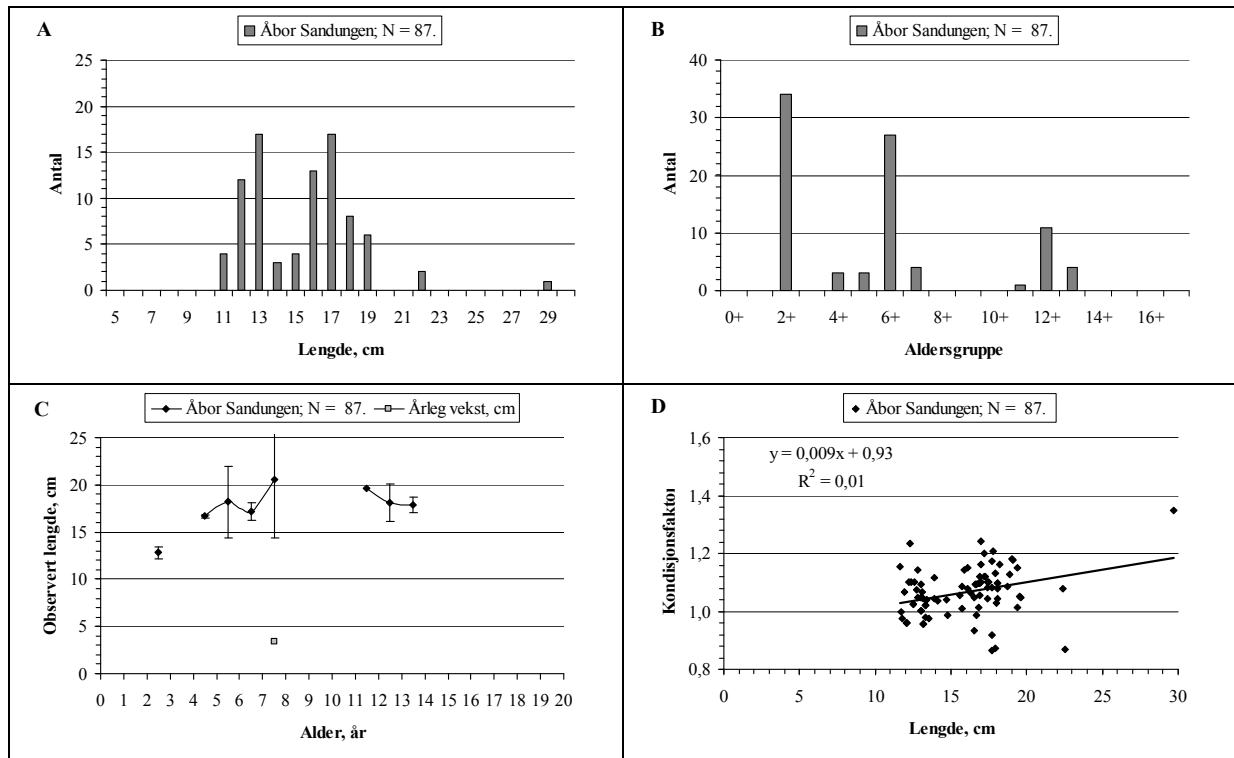 A
Åbor Sandungen; N = 87.
25
20
15
10
5
0
Antal
5 7 9 11 13 15 17 19 21 22 27 29
Lengde, cm
B
Åbor Sandungen; N = 87.
40
30
20
10
0
Antal
0+ 2+ 4+ 6+ 8+ 10+ 12+ 14+ 16+
Aldersgruppe
C
Åbor Sandungen; N = 87. Årleg vekst, cm
25
20
15
10
5
0
Observert lengde, cm
0 1 2 3 4 5 6 7 8 9 10 11 12 13 14 15 16 17 18 19 20
Alder, år
D
Åbor Sandungen; N = 87.
y = 0,009x + 0,93
R² = 0,01
1,6
1,4
1,2
1,0
0,8
Kondisjonsfaktor
0 10 15 20 25 30
Lengde, cm